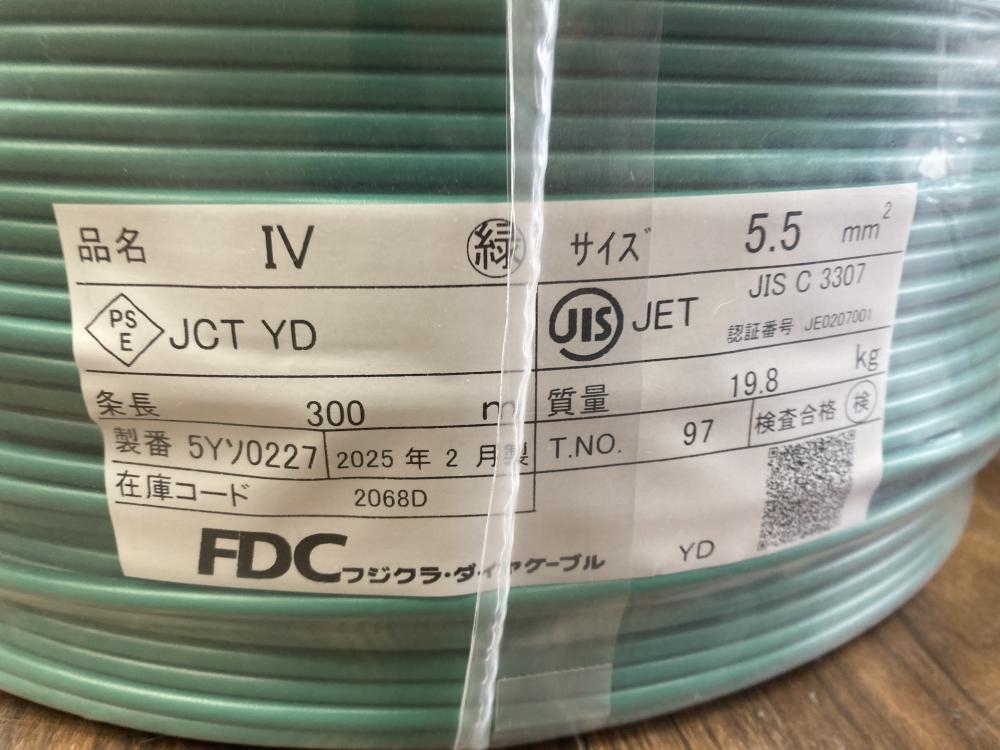 品名 IV 緑 サイズ 5.5 mm²
PS E JCT YD JIS JET JIS C 3307
認証番号 JE0207001
条長 300 m 質量 19.8 kg
製番 5Yソ0227 2025 年 2 月製 T.NO. 97 検査合格 検
在庫コード 2068D
FDC フジクラ・ダイヤケーブル YD